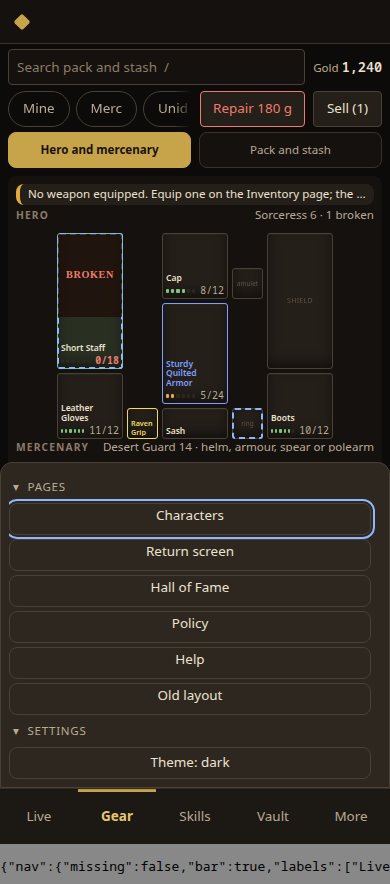 Search pack and stash /
Gold 1,240
Mine
Merc
Unid
Repair 180 g
Sell (1)
Hero and mercenary
Pack and stash
No weapon equipped. Equip one on the Inventory page; the ...
HERO
Sorceress 6 · 1 broken
BROKEN
Short Staff
0/18
Cap
8/12
amulet
SHIELD
Sturdy
Quilted
Armor
5/24
Leather
Gloves
11/12
Raven
Grip
Sash
ring
Boots
10/12
MERCENARY
Desert Guard 14 · helm, armour, spear or polearm
▼ PAGES
Characters
Return screen
Hall of Fame
Policy
Help
Old layout
▼ SETTINGS
Theme: dark
Live
Gear
Skills
Vault
More
{"nav":{"missing":false,"bar":true,"labels":["Live